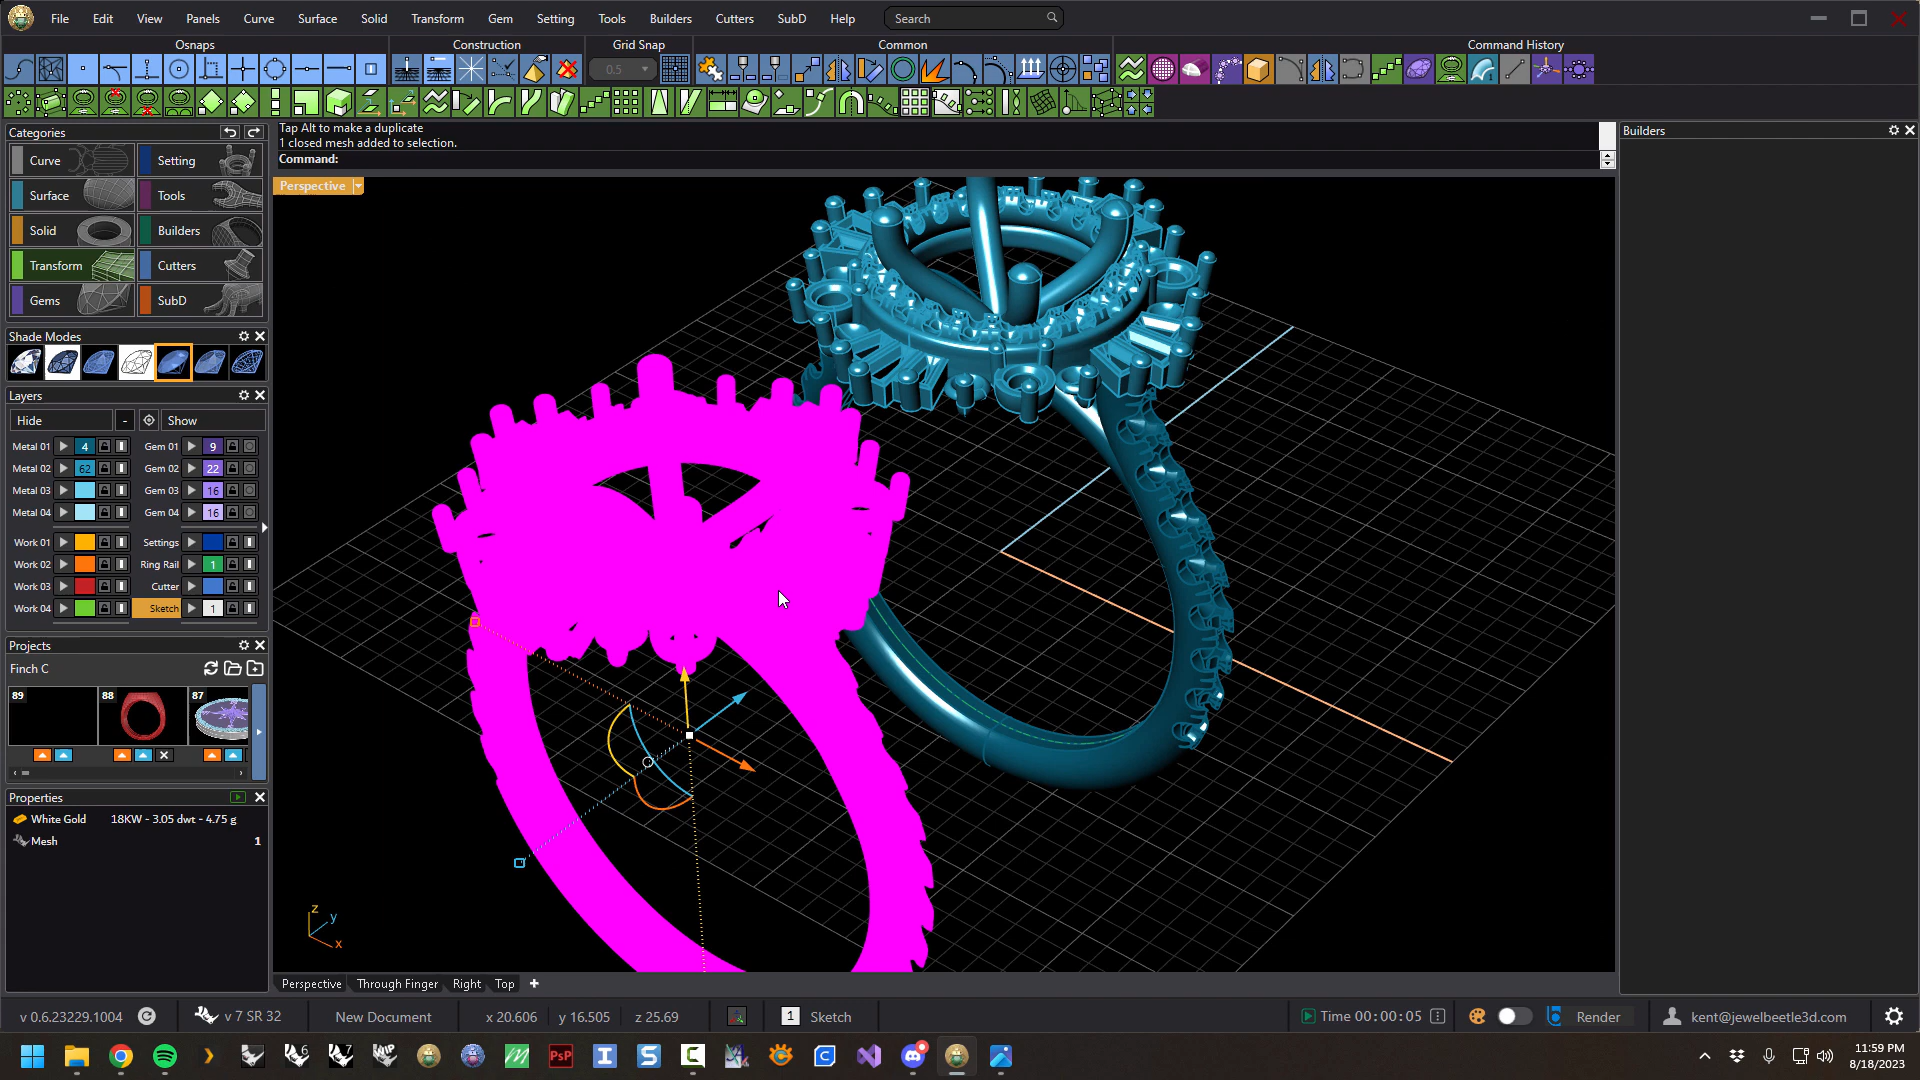 File Edit View Panels Curve Surface Solid Transform Gem Setting Tools Builders Cutters SubD Help Search
Osnaps Construction Grid Snap Common Command History
0.5
Categories
Tap Alt to make a duplicate
1 closed mesh added to selection.
Command:
Builders
Curve Setting
Surface Tools
Solid Builders
Transform Cutters
Gems SubD
Perspective
Shade Modes
Layers
Hide - Show
Metal 01 4 Gem 01 9
Metal 02 62 Gem 02 22
Metal 03 Gem 03 16
Metal 04 Gem 04 16
Work 01 Settings
Work 02 Ring Rail 1
Work 03 Cutter
Work 04 Sketch 1
Projects
Finch C
89 88 87
Properties
White Gold 18KW - 3.05 dwt - 4.75 g
Mesh 1
z
y
x
Perspective Through Finger Right Top
v 0.6.23229.1004 v 7 SR 32 New Document x 20.606 y 16.505 z 25.69 1 Sketch Time 00:00:05 Render kent@jewelbeetle3d.com
6 7 WIP PsP I S C
11:59 PM
8/18/2023